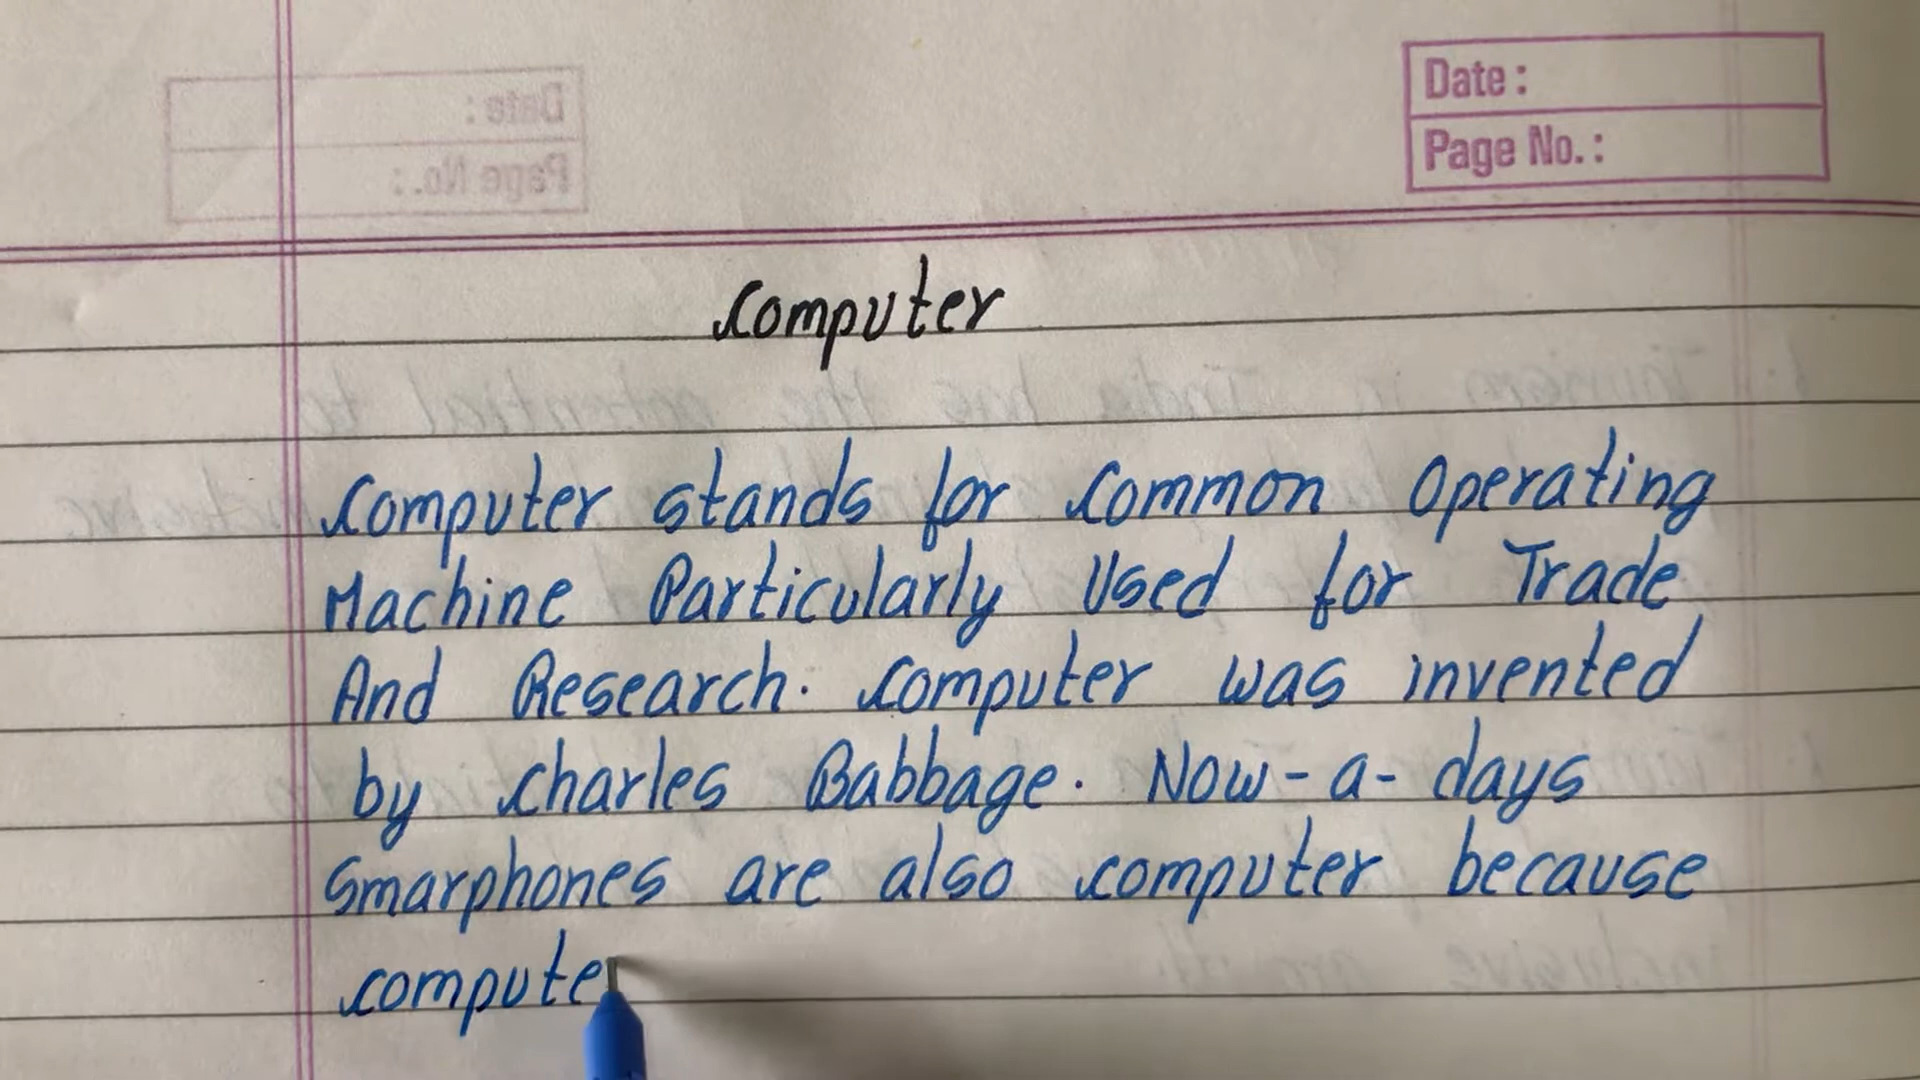 Date :
Page No. :
Computer
Computer stands for Common Operating
Machine Particularly Used for Trade
And Research. Computer was invented
by Charles Babbage. Now-a-days
Smarphones are also computer because
compute